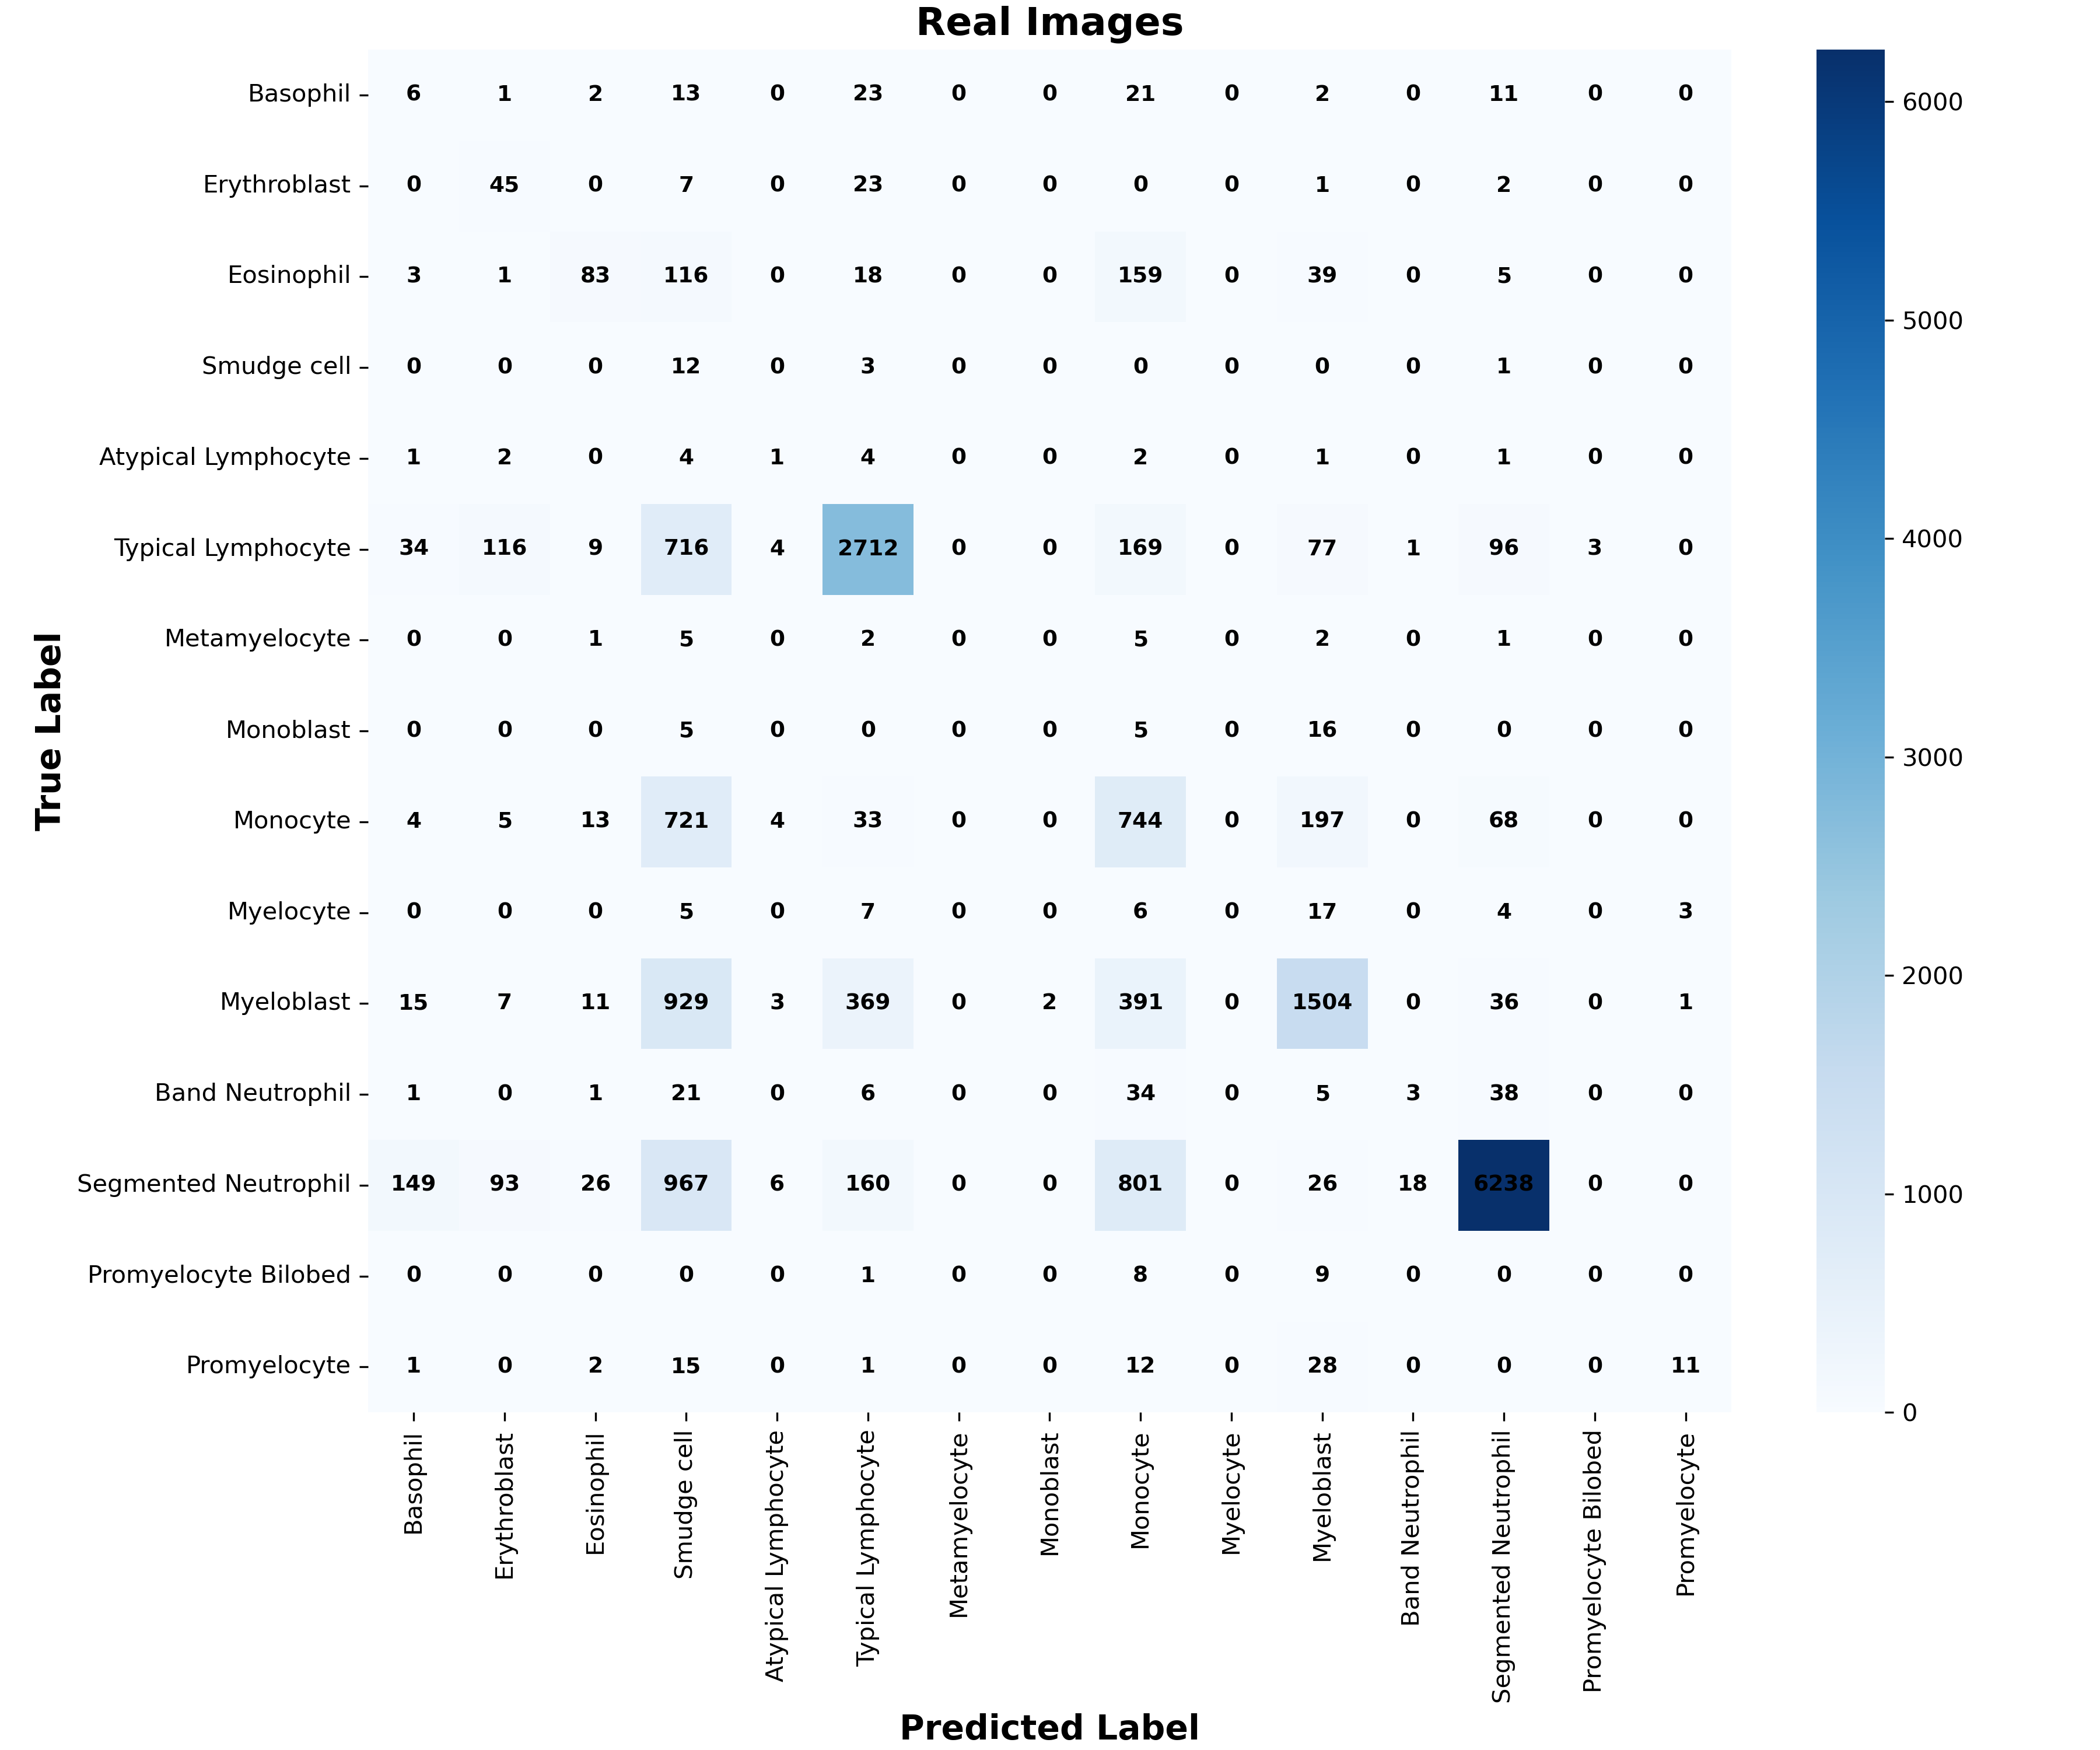 Real Images
Basophil 6 1 2 13 0 23 0 0 21 0 2 0 11 0 0
Erythroblast 0 45 0 7 0 23 0 0 0 0 1 0 2 0 0
Eosinophil 3 1 83 116 0 18 0 0 159 0 39 0 5 0 0
Smudge cell 0 0 0 12 0 3 0 0 0 0 0 0 1 0 0
Atypical Lymphocyte 1 2 0 4 1 4 0 0 2 0 1 0 1 0 0
Typical Lymphocyte 34 116 9 716 4 2712 0 0 169 0 77 1 96 3 0
Metamyelocyte 0 0 1 5 0 2 0 0 5 0 2 0 1 0 0
Monoblast 0 0 0 5 0 0 0 0 5 0 16 0 0 0 0
Monocyte 4 5 13 721 4 33 0 0 744 0 197 0 68 0 0
Myelocyte 0 0 0 5 0 7 0 0 6 0 17 0 4 0 3
Myeloblast 15 7 11 929 3 369 0 2 391 0 1504 0 36 0 1
Band Neutrophil 1 0 1 21 0 6 0 0 34 0 5 3 38 0 0
Segmented Neutrophil 149 93 26 967 6 160 0 0 801 0 26 18 6238 0 0
Promyelocyte Bilobed 0 0 0 0 0 1 0 0 8 0 9 0 0 0 0
Promyelocyte 1 0 2 15 0 1 0 0 12 0 28 0 0 0 11
True Label
Basophil
Erythroblast
Eosinophil
Smudge cell
Atypical Lymphocyte
Typical Lymphocyte
Metamyelocyte
Monoblast
Monocyte
Myelocyte
Myeloblast
Band Neutrophil
Segmented Neutrophil
Promyelocyte Bilobed
Promyelocyte
Predicted Label
6000
5000
4000
3000
2000
1000
0